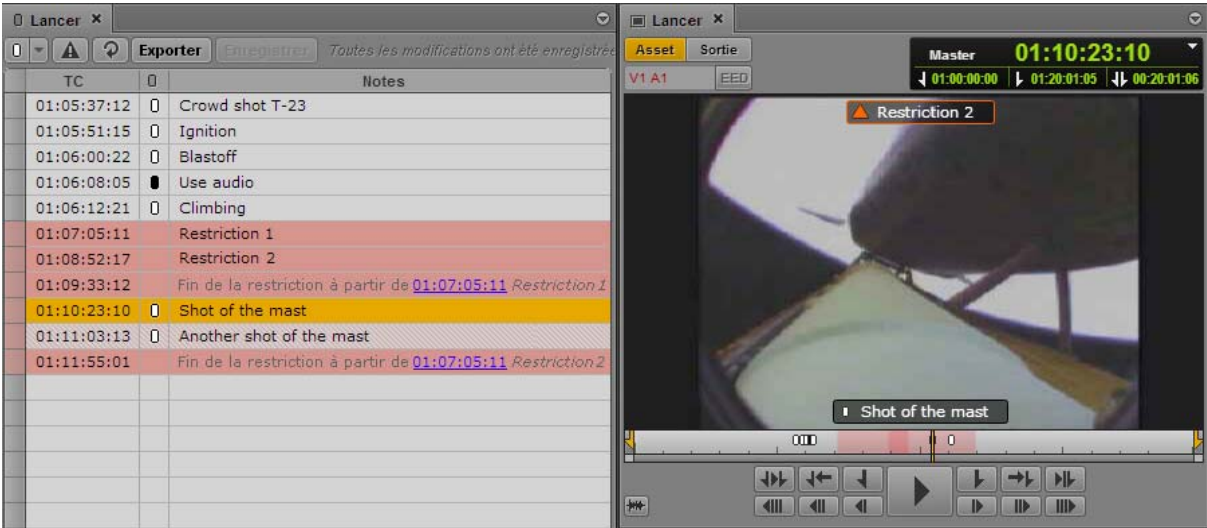 Lancer
Exporter Enregistrer Toutes les modifications ont été enregistrée
TC Notes
01:05:37:12 Crowd shot T-23
01:05:51:15 Ignition
01:06:00:22 Blastoff
01:06:08:05 Use audio
01:06:12:21 Climbing
01:07:05:11 Restriction 1
01:08:52:17 Restriction 2
01:09:33:12 Fin de la restriction à partir de 01:07:05:11 Restriction 1
01:10:23:10 Shot of the mast
01:11:03:13 Another shot of the mast
01:11:55:01 Fin de la restriction à partir de 01:07:05:11 Restriction 2
Lancer
Asset Sortie
Master 01:10:23:10
V1 A1 EED
01:00:00:00 01:20:01:05 00:20:01:06
Restriction 2
Shot of the mast